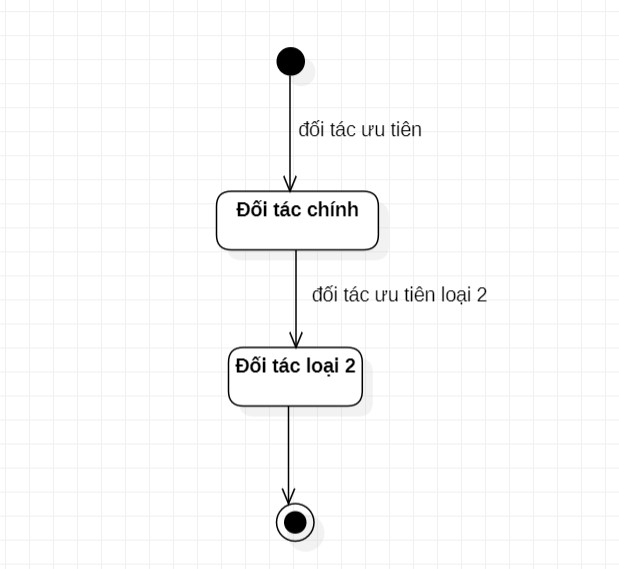 đối tác ưu tiên
Đối tác chính
đối tác ưu tiên loại 2
Đối tác loại 2